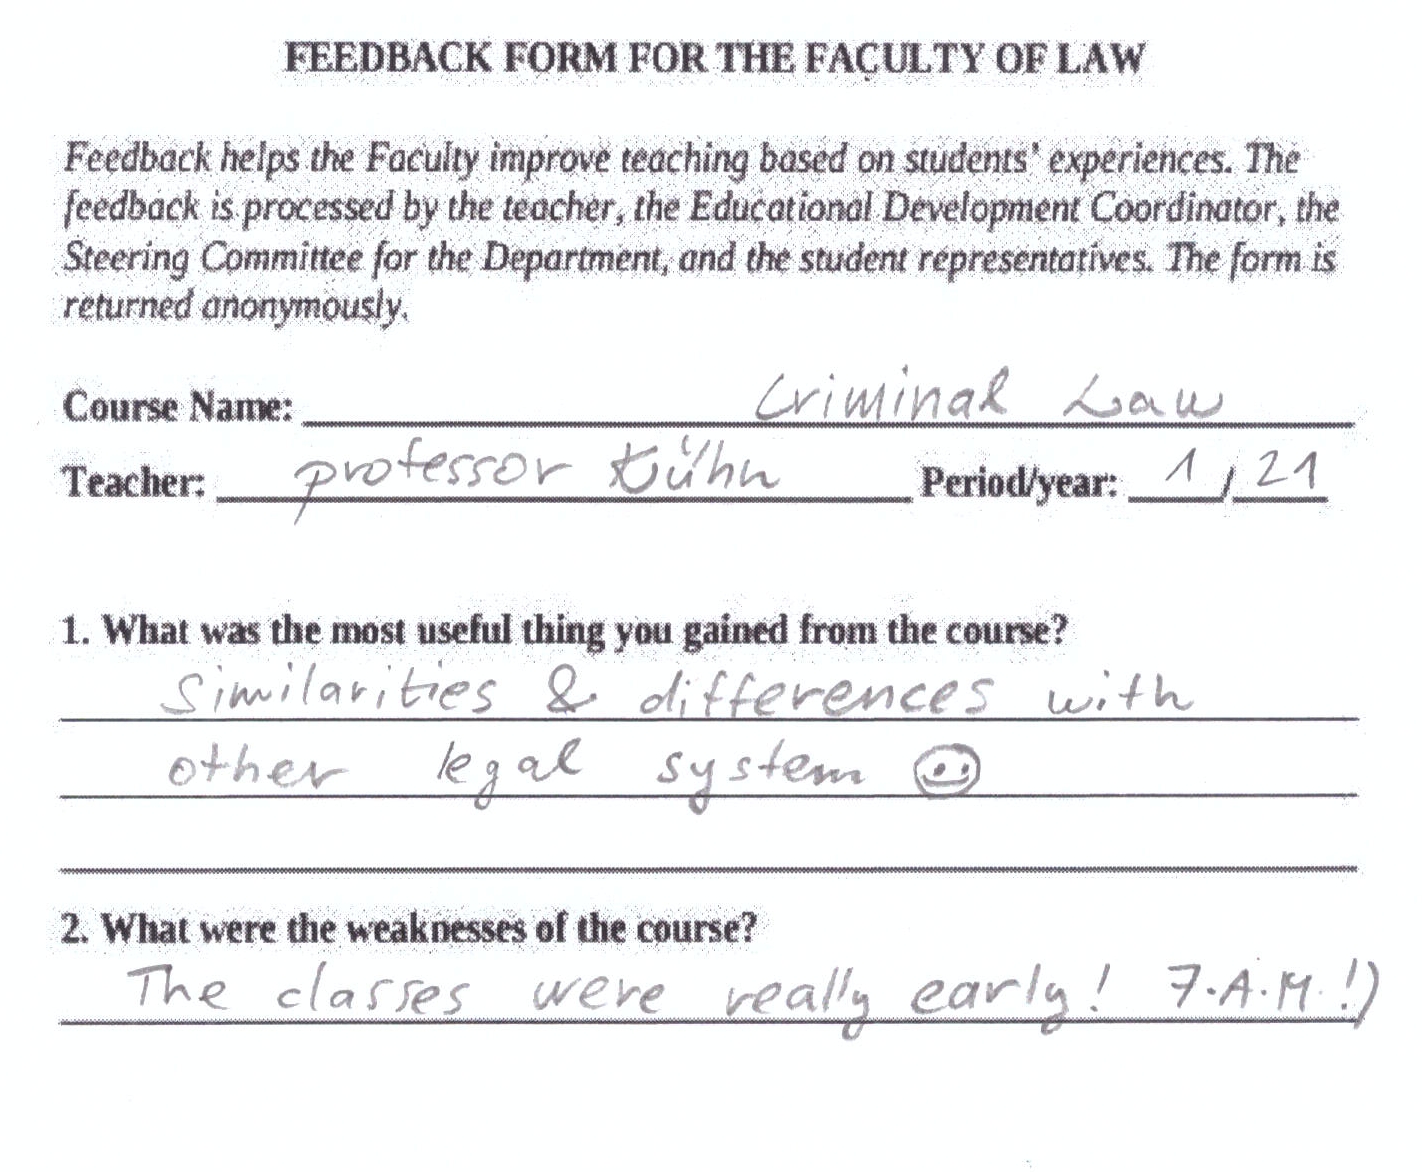 FEEDBACK FORM FOR THE FACULTY OF LAW
Feedback helps the Faculty improve teaching based on students' experiences. The
feedback is processed by the teacher, the Educational Development Coordinator, the
Steering Committee for the Department, and the student representatives. The form is
returned anonymously.
Course Name: Criminal Law
Teacher: professor Kühn Period/year: 1 / 21
1. What was the most useful thing you gained from the course?
Similarities & differences with
other legal system ☺
2. What were the weaknesses of the course?
The classes were really early! 7.A.M.!)